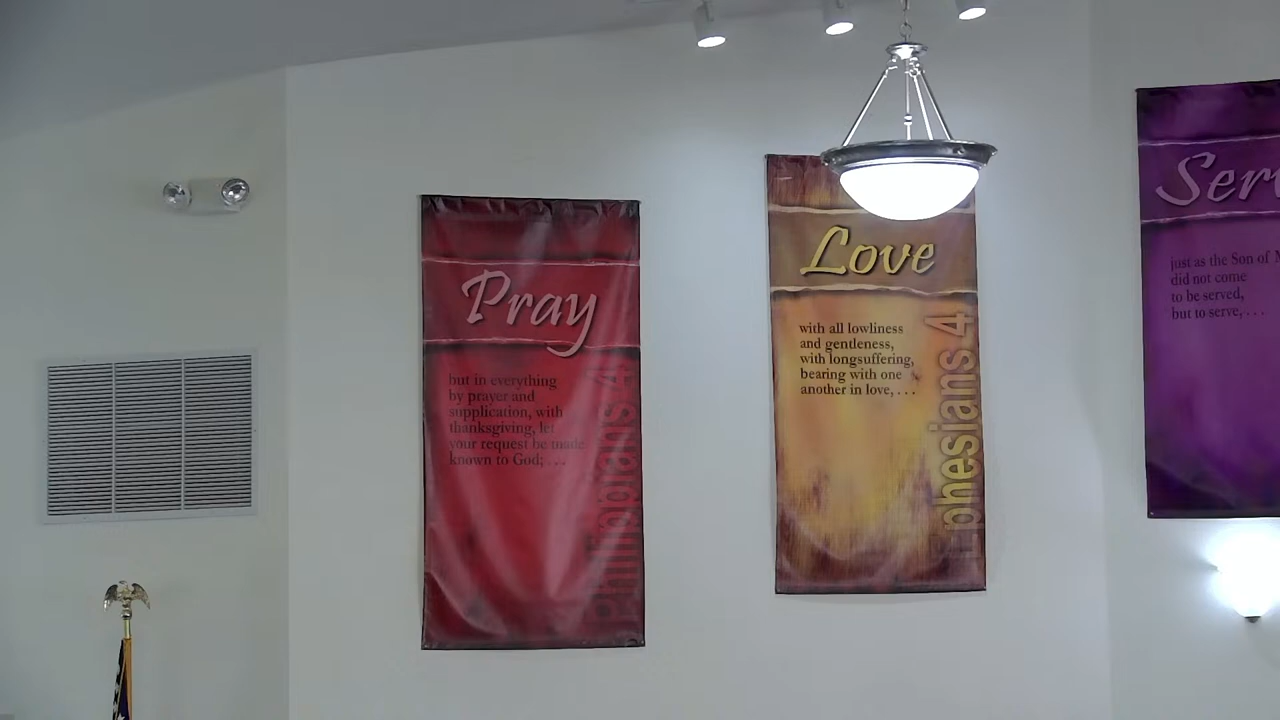 Pray
but in everything
by prayer and
supplication, with
thanksgiving, let
your request be made
known to God; . . .
Philippians 4
Love
with all lowliness
and gentleness,
with longsuffering,
bearing with one
another in love, . . .
Ephesians 4
Ser
just as the Son of
did not come
to be served,
but to serve, . . .